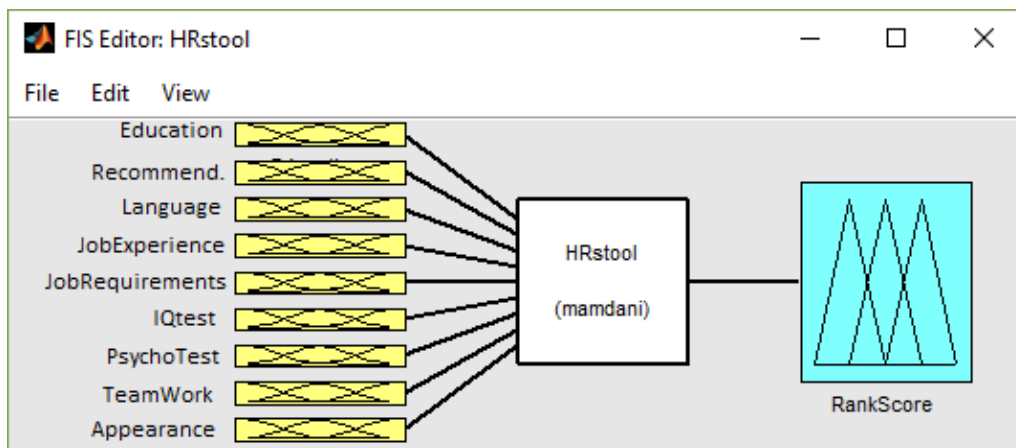 FIS Editor: HRstool
File Edit View
Education
Recommend.
Language
JobExperience
JobRequirements
IQtest
PsychoTest
TeamWork
Appearance
HRstool
(mamdani)
RankScore